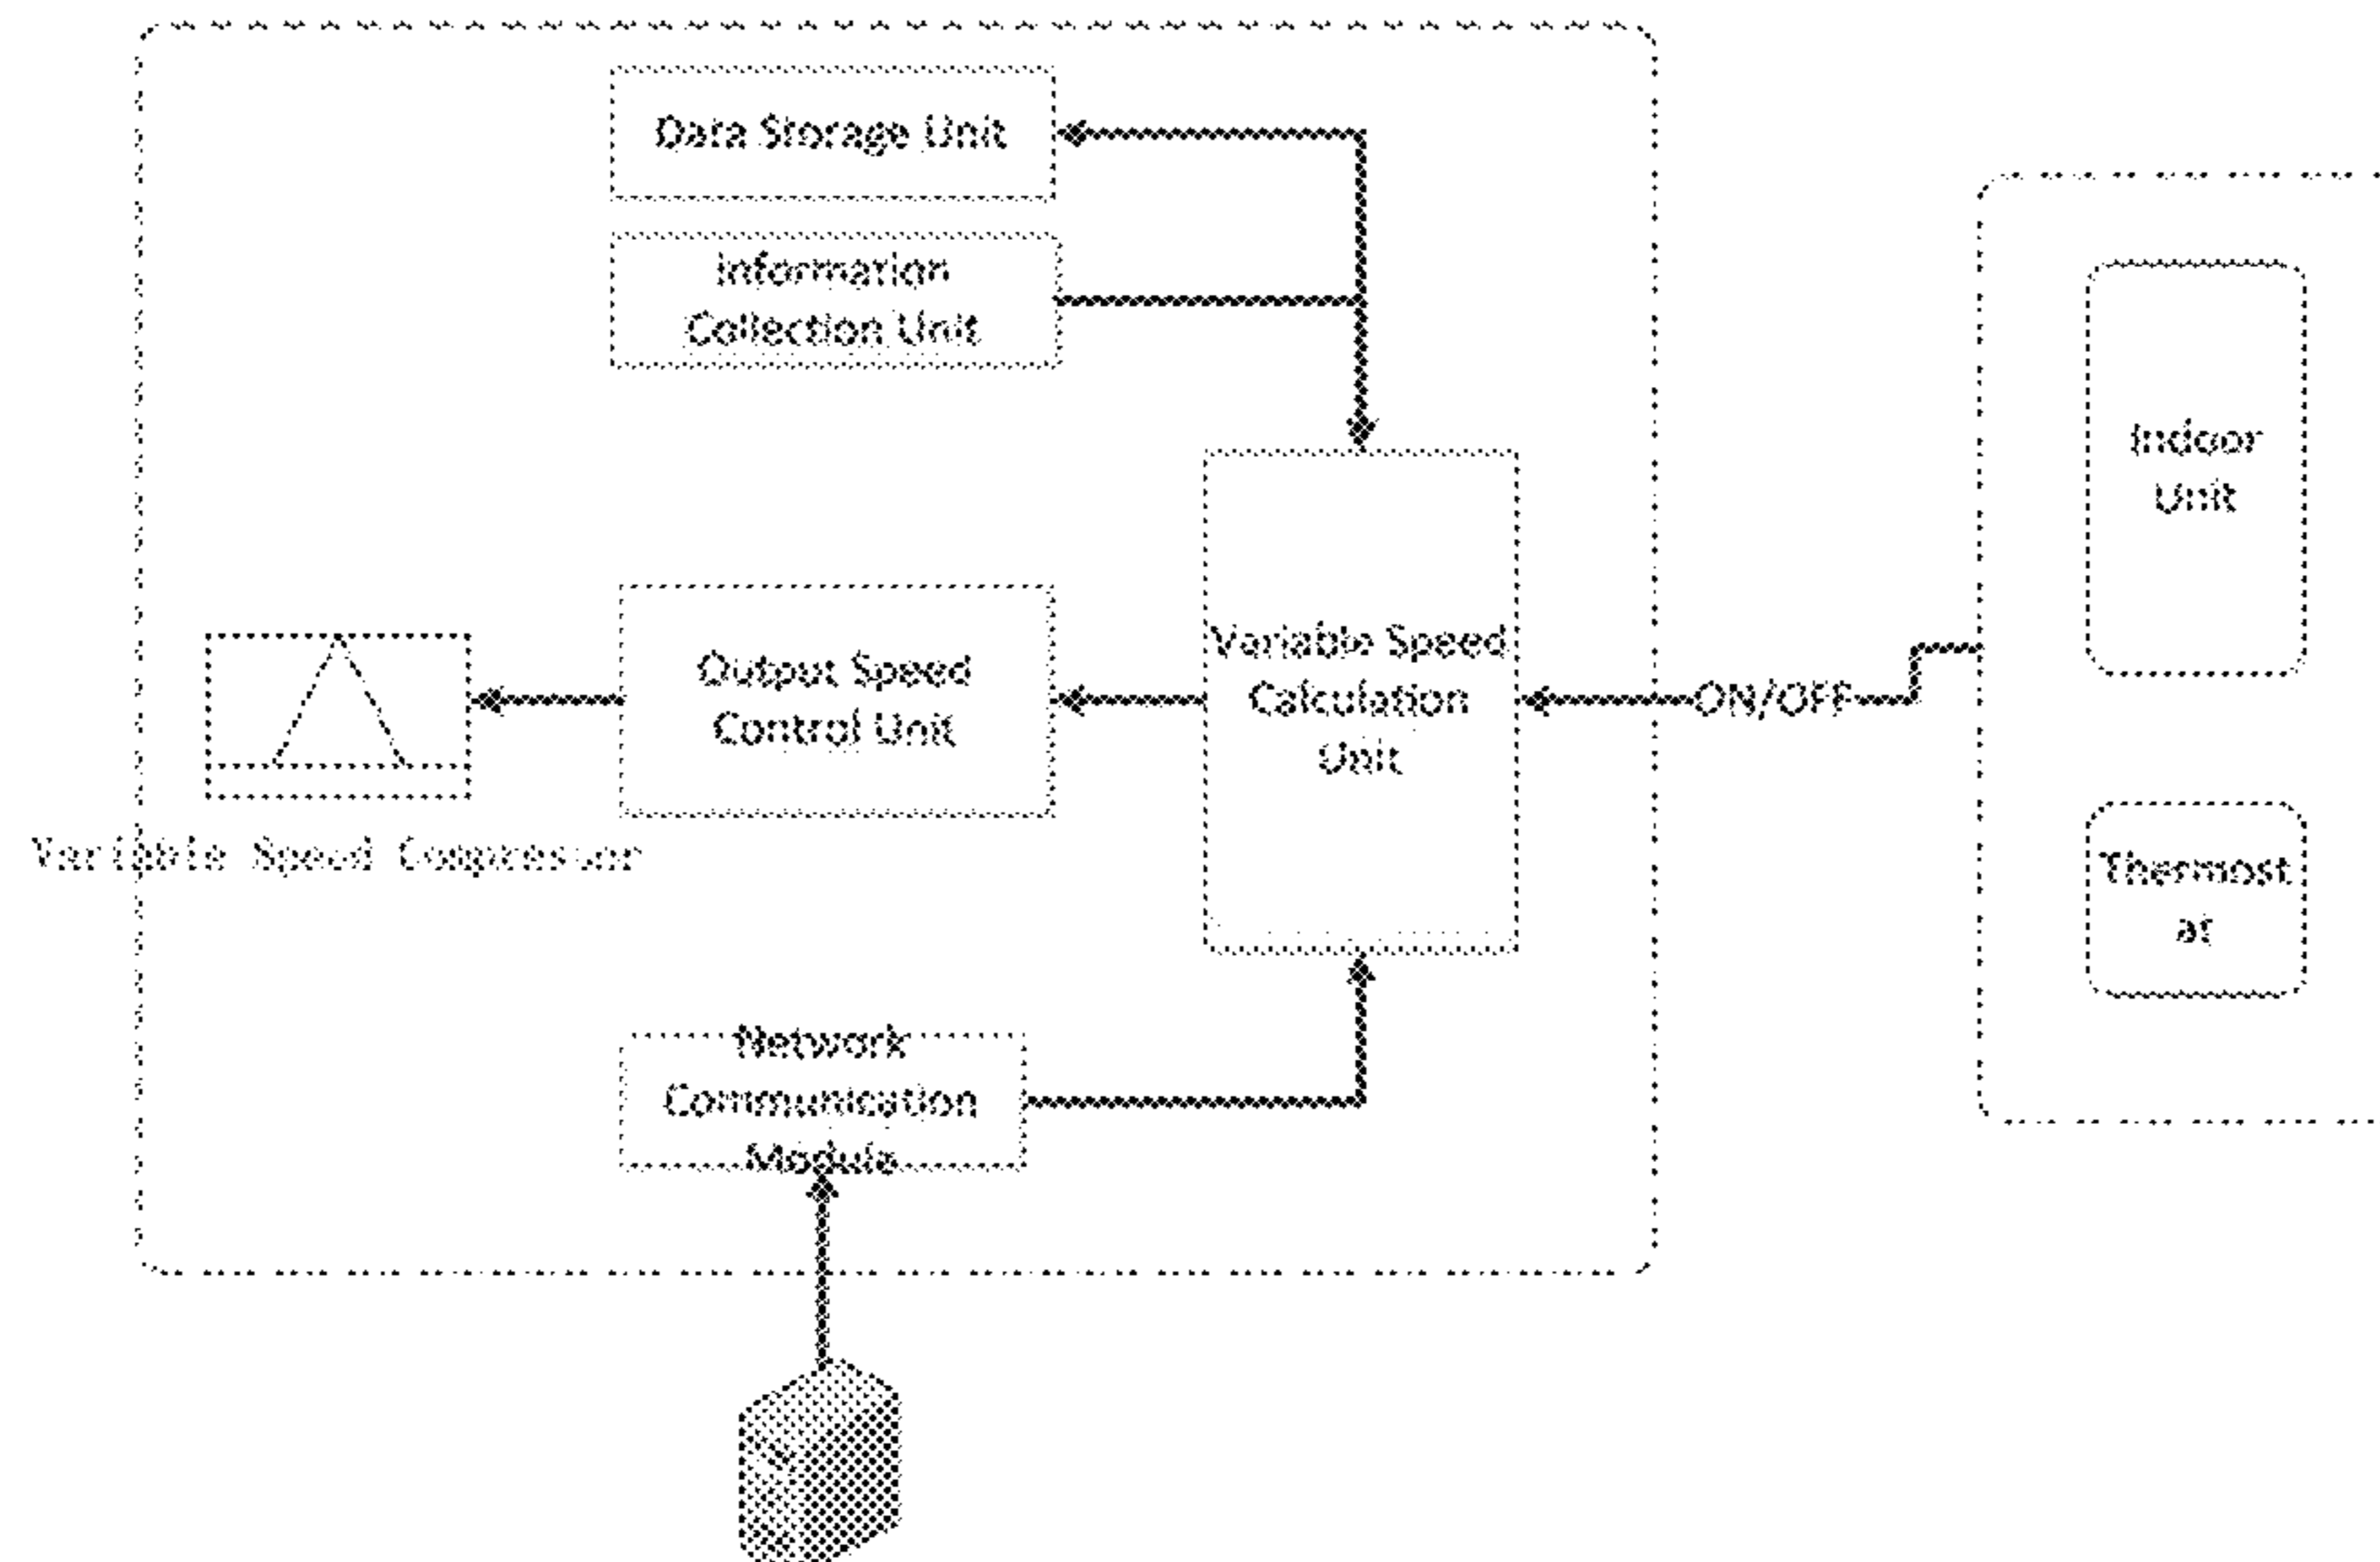 Data Storage Unit
Information
Collection Unit
Indoor
Unit
Output Speed
Control Unit
Variable Speed
Calculation
Unit
ON/OFF
Variable Speed Compressor
Thermost
at
Network
Communication
Module